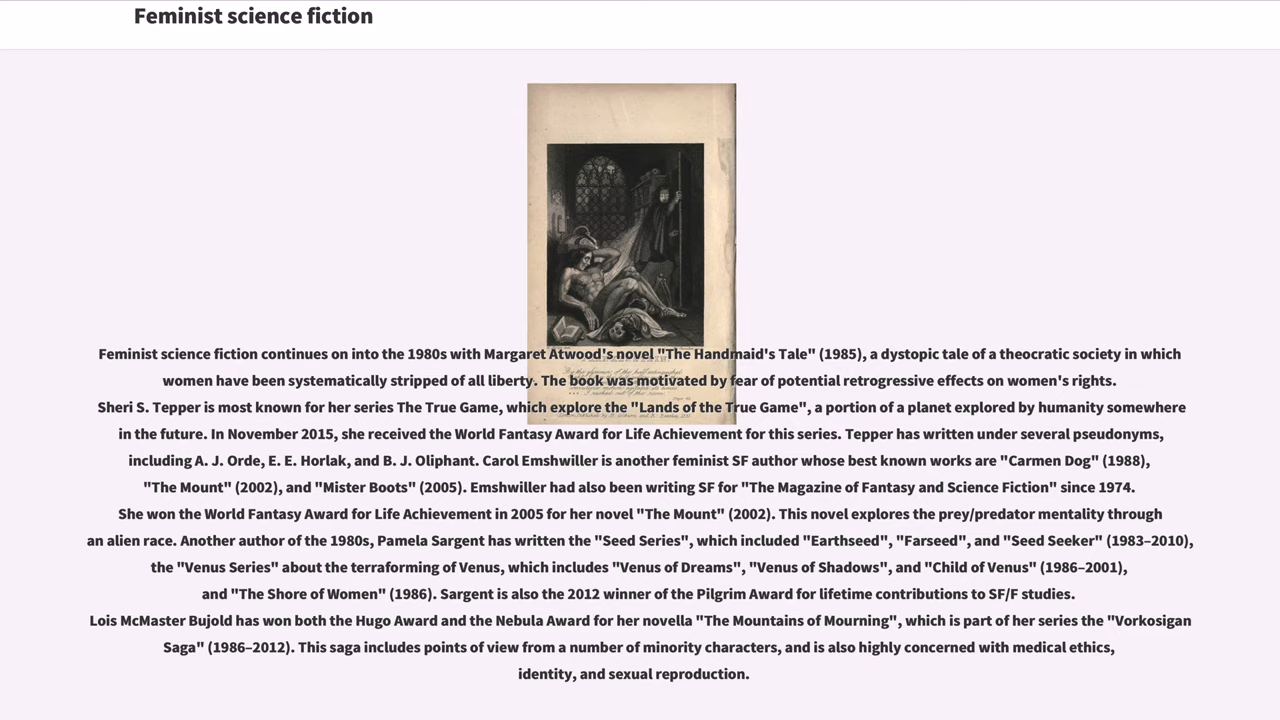 Feminist science fiction
Feminist science fiction continues on into the 1980s with Margaret Atwood's novel "The Handmaid's Tale" (1985), a dystopic tale of a theocratic society in which
women have been systematically stripped of all liberty. The book was motivated by fear of potential retrogressive effects on women's rights.
Sheri S. Tepper is most known for her series The True Game, which explore the "Lands of the True Game", a portion of a planet explored by humanity somewhere
in the future. In November 2015, she received the World Fantasy Award for Life Achievement for this series. Tepper has written under several pseudonyms,
including A. J. Orde, E. E. Horlak, and B. J. Oliphant. Carol Emshwiller is another feminist SF author whose best known works are "Carmen Dog" (1988),
"The Mount" (2002), and "Mister Boots" (2005). Emshwiller had also been writing SF for "The Magazine of Fantasy and Science Fiction" since 1974.
She won the World Fantasy Award for Life Achievement in 2005 for her novel "The Mount" (2002). This novel explores the prey/predator mentality through
an alien race. Another author of the 1980s, Pamela Sargent has written the "Seed Series", which included "Earthseed", "Farseed", and "Seed Seeker" (1983–2010),
the "Venus Series" about the terraforming of Venus, which includes "Venus of Dreams", "Venus of Shadows", and "Child of Venus" (1986–2001),
and "The Shore of Women" (1986). Sargent is also the 2012 winner of the Pilgrim Award for lifetime contributions to SF/F studies.
Lois McMaster Bujold has won both the Hugo Award and the Nebula Award for her novella "The Mountains of Mourning", which is part of her series the "Vorkosigan
Saga" (1986–2012). This saga includes points of view from a number of minority characters, and is also highly concerned with medical ethics,
identity, and sexual reproduction.